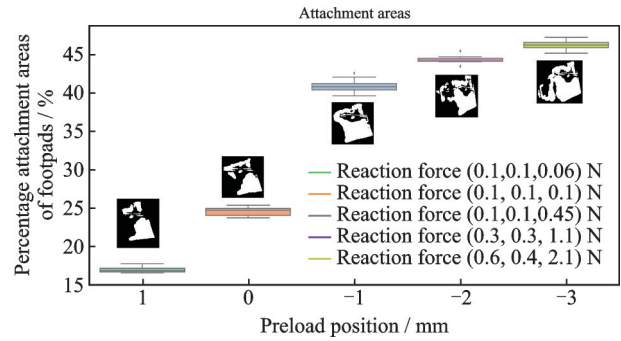 Attachment areas
Percentage attachment areas
of footpads / %
45
40
35
30
25
20
15
Reaction force (0.1,0.1,0.06) N
Reaction force (0.1, 0.1, 0.1) N
Reaction force (0.1,0.1,0.45) N
Reaction force (0.3, 0.3, 1.1) N
Reaction force (0.6, 0.4, 2.1) N
1 0 −1 −2 −3
Preload position / mm